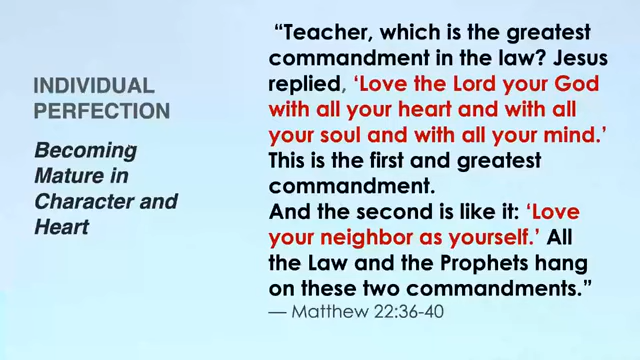 INDIVIDUAL
PERFECTION
Becoming
Mature in
Character and
Heart
“Teacher, which is the greatest
commandment in the law? Jesus
replied, ‘Love the Lord your God
with all your heart and with all
your soul and with all your mind.’
This is the first and greatest
commandment.
And the second is like it: ‘Love
your neighbor as yourself.’ All
the Law and the Prophets hang
on these two commandments.”
— Matthew 22:36-40